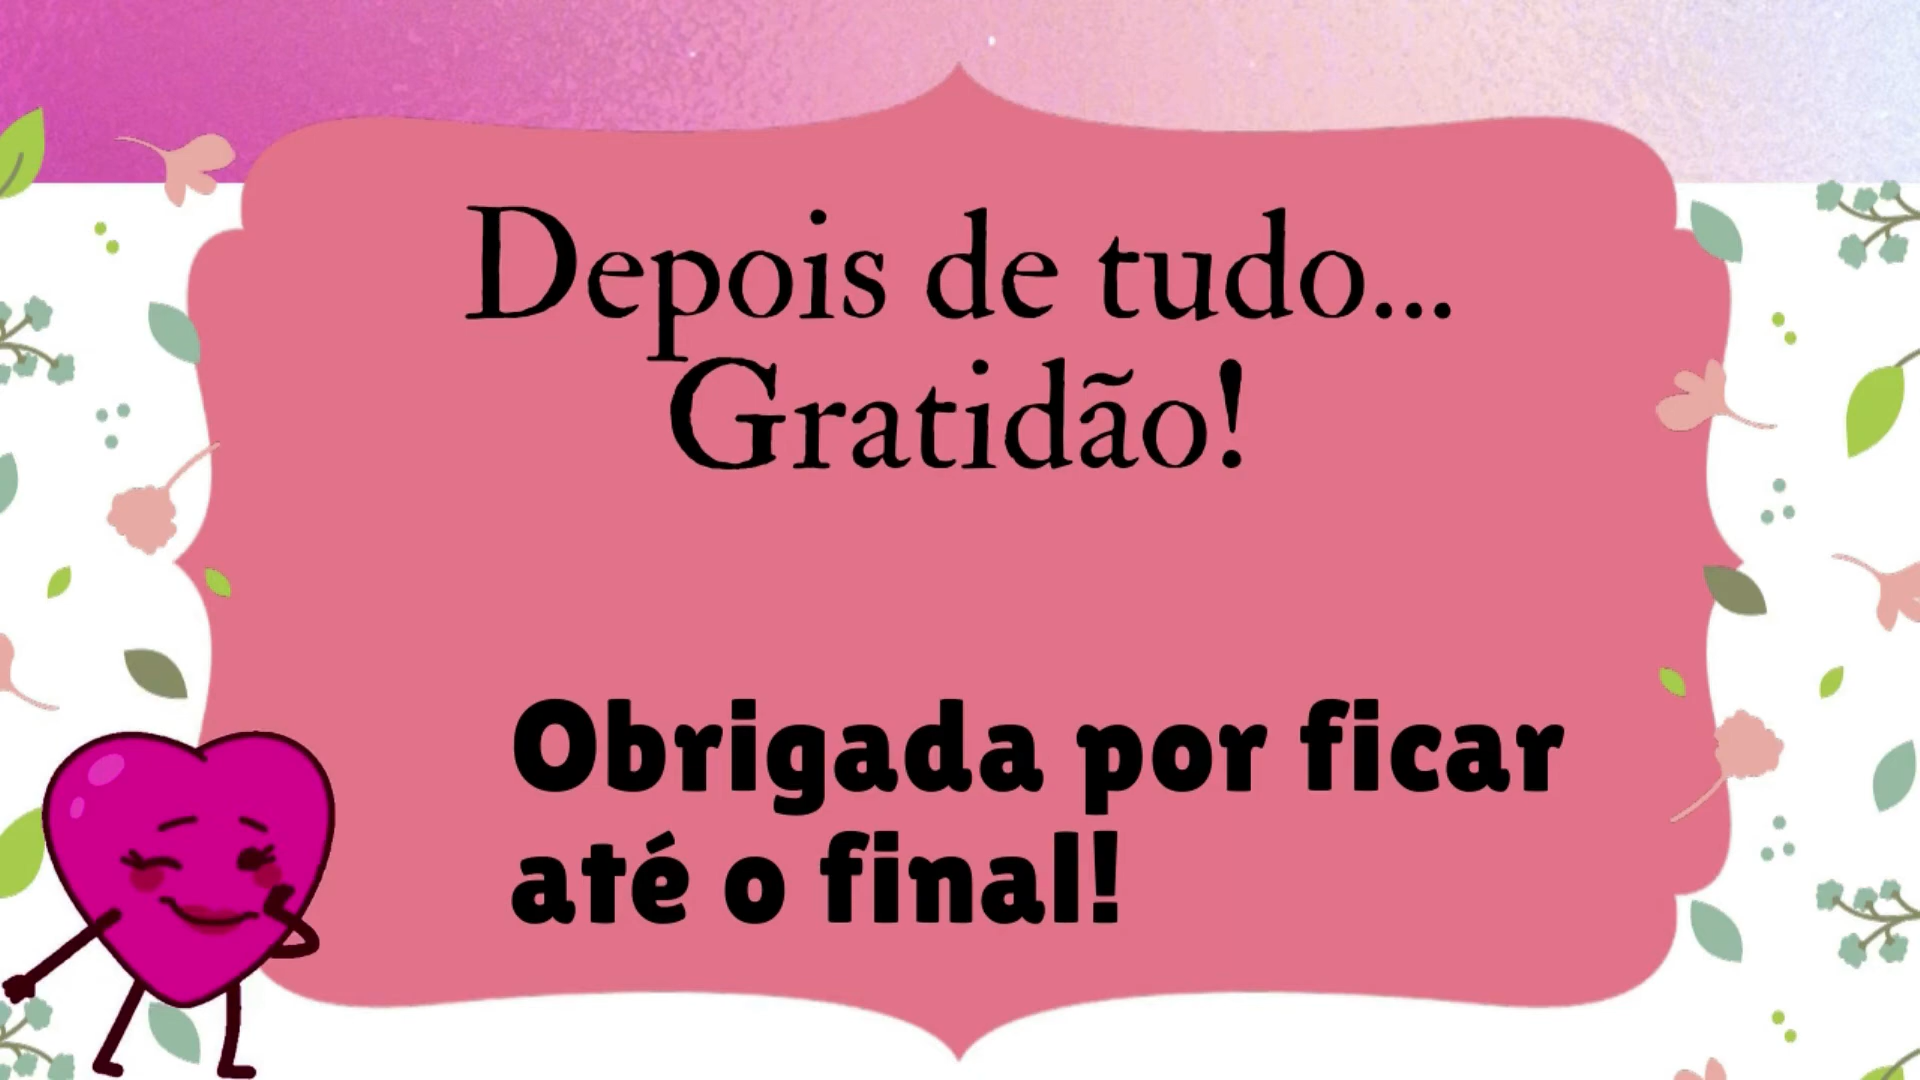 Depois de tudo...
Gratidão!
Obrigada por ficar
até o final!